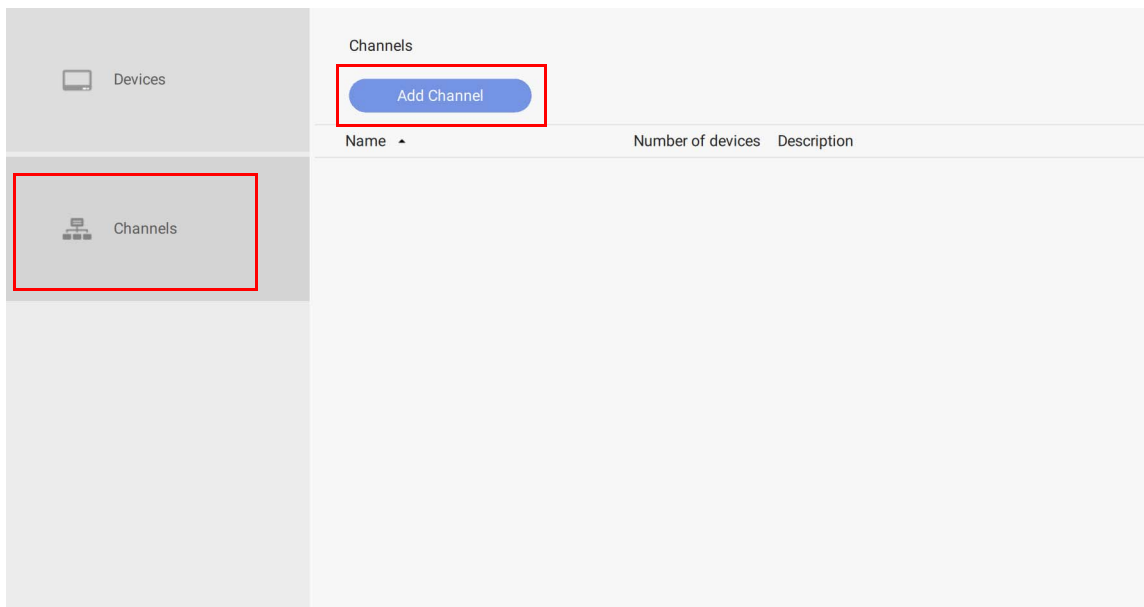 Devices
Channels
Channels
Add Channel
Name Number of devices Description